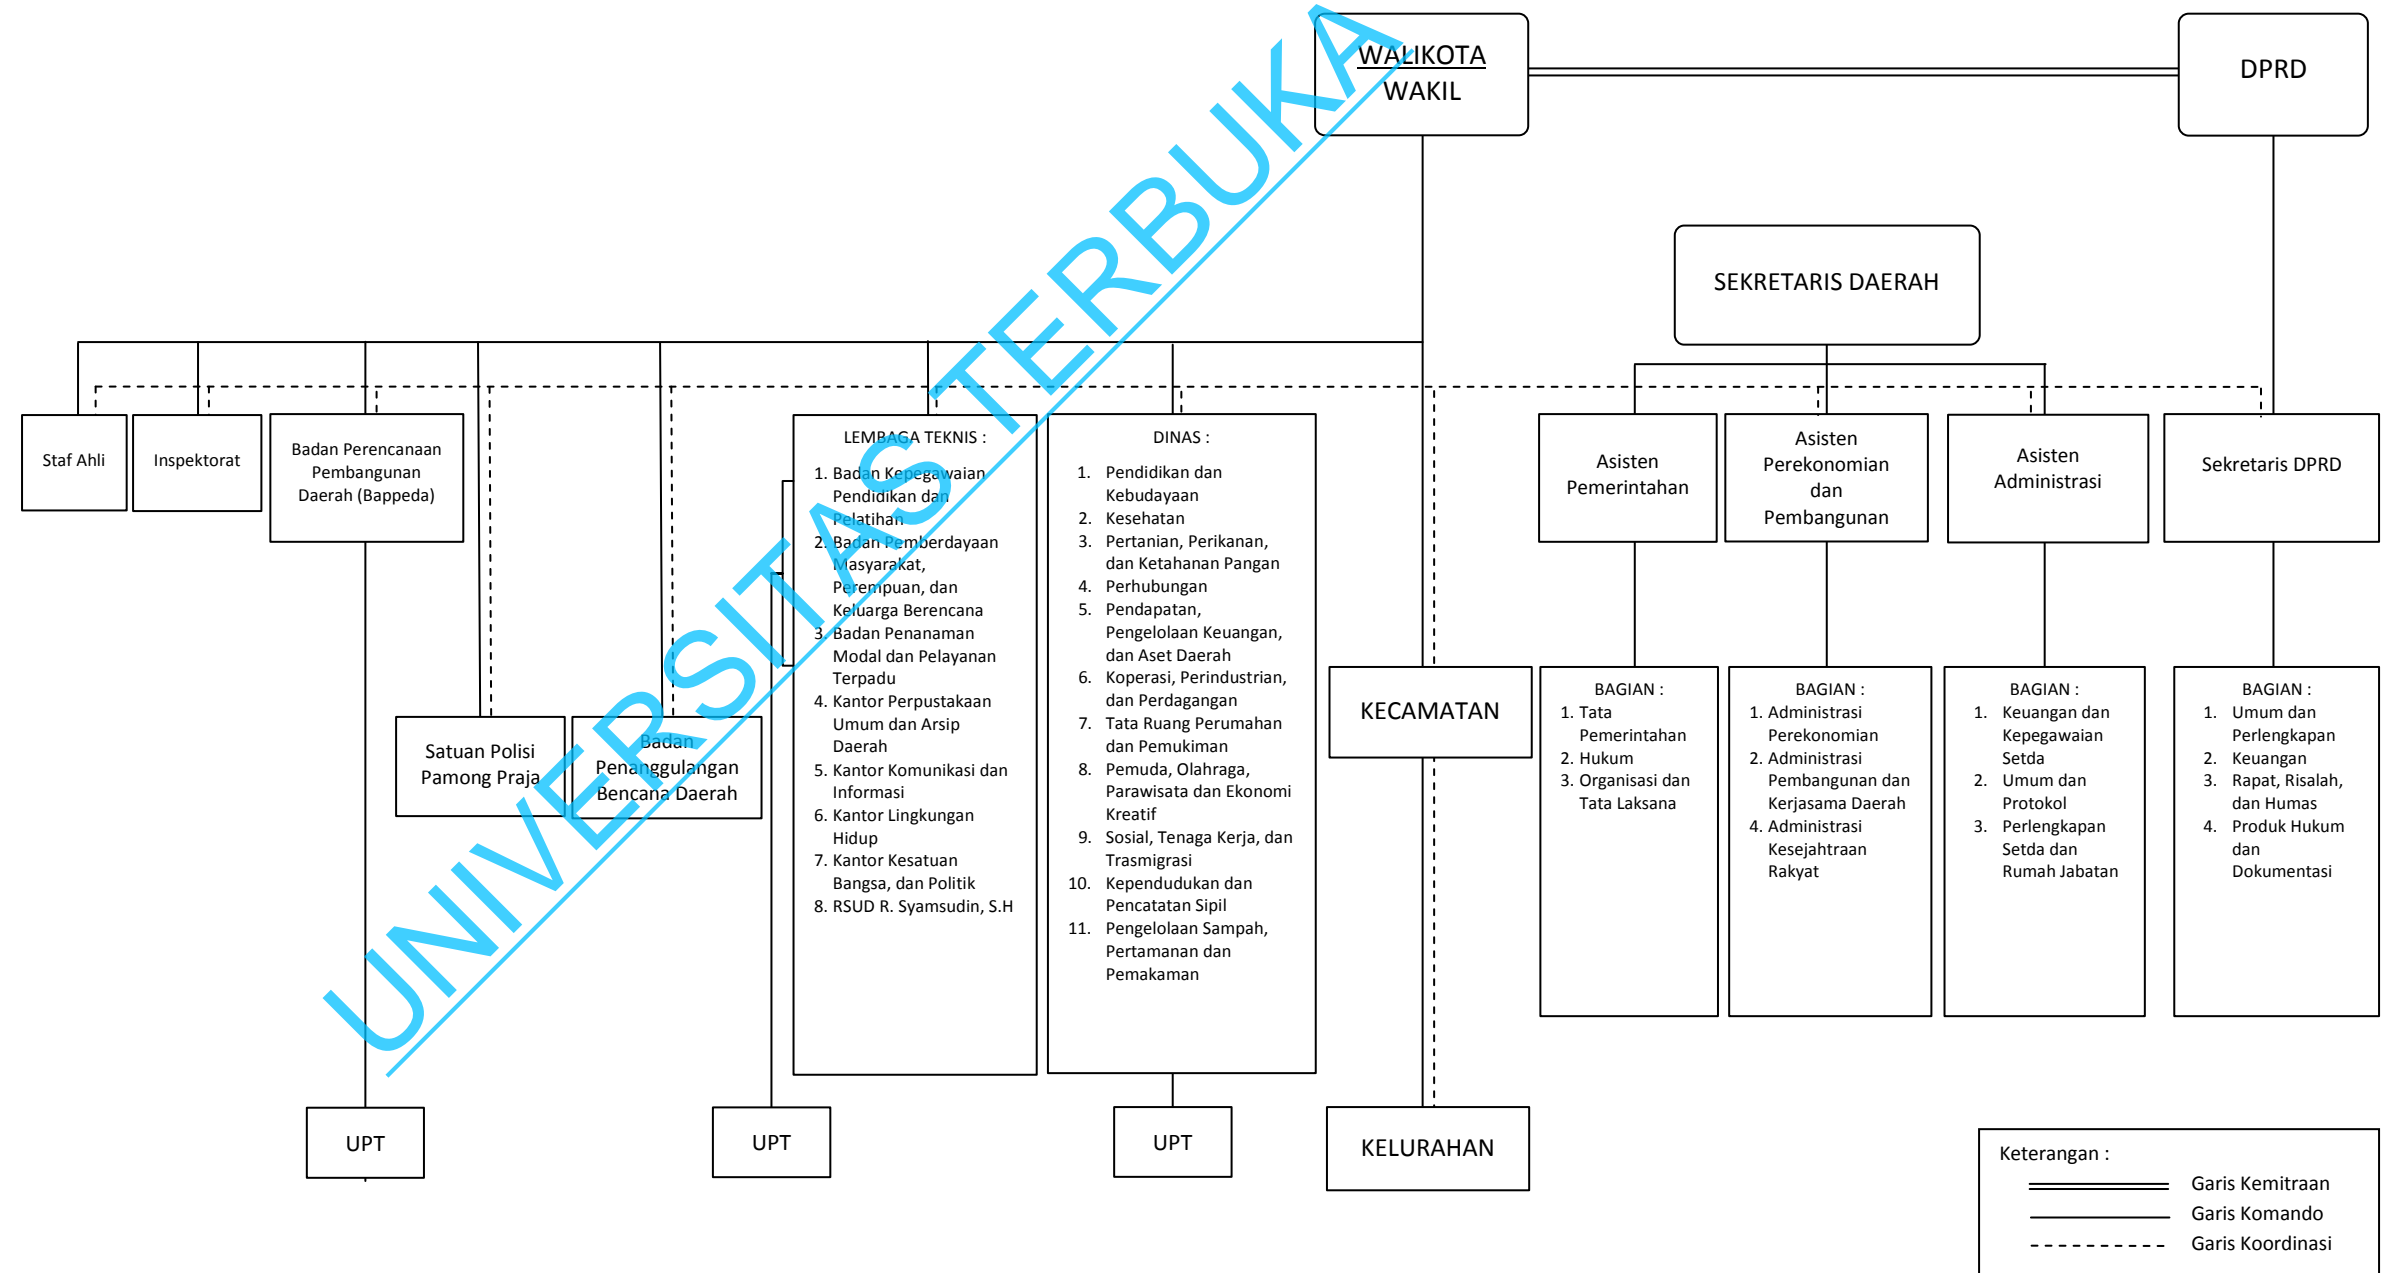 WALIKOTA
WAKIL
DPRD
SEKRETARIS DAERAH
Staf Ahli
Inspektorat
Badan Perencanaan
Pembangunan
Daerah (Bappeda)
Satuan Polisi
Pamong Praja
Badan
Penanggulangan
Bencana Daerah
LEMBAGA TEKNIS :
1. Badan Kepegawaian
Pendidikan dan
Pelatihan
2. Badan Pemberdayaan
Masyarakat,
Perempuan, dan
Keluarga Berencana
3. Badan Penanaman
Modal dan Pelayanan
Terpadu
4. Kantor Perpustakaan
Umum dan Arsip
Daerah
5. Kantor Komunikasi dan
Informasi
6. Kantor Lingkungan
Hidup
7. Kantor Kesatuan
Bangsa, dan Politik
8. RSUD R. Syamsudin, S.H
DINAS :
1. Pendidikan dan
Kebudayaan
2. Kesehatan
3. Pertanian, Perikanan,
dan Ketahanan Pangan
4. Perhubungan
5. Pendapatan,
Pengelolaan Keuangan,
dan Aset Daerah
6. Koperasi, Perindustrian,
dan Perdagangan
7. Tata Ruang Perumahan
dan Pemukiman
8. Pemuda, Olahraga,
Parawisata dan Ekonomi
Kreatif
9. Sosial, Tenaga Kerja, dan
Trasmigrasi
10. Kependudukan dan
Pencatatan Sipil
11. Pengelolaan Sampah,
Pertamanan dan
Pemakaman
KECAMATAN
Asisten
Pemerintahan
Asisten
Perekonomian
dan
Pembangunan
Asisten
Administrasi
Sekretaris DPRD
BAGIAN :
1. Tata
Pemerintahan
2. Hukum
3. Organisasi dan
Tata Laksana
BAGIAN :
1. Administrasi
Perekonomian
2. Administrasi
Pembangunan dan
Kerjasama Daerah
4. Administrasi
Kesejahtraan
Rakyat
BAGIAN :
1. Keuangan dan
Kepegawaian
Setda
2. Umum dan
Protokol
3. Perlengkapan
Setda dan
Rumah Jabatan
BAGIAN :
1. Umum dan
Perlengkapan
2. Keuangan
3. Rapat, Risalah,
dan Humas
4. Produk Hukum
dan
Dokumentasi
UPT
UPT
UPT
KELURAHAN
Keterangan :
Garis Kemitraan
Garis Komando
Garis Koordinasi
UNIVERSITAS TERBUKA